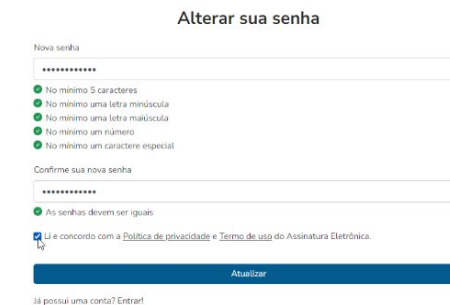 Alterar sua senha
Nova senha
••••••••••••
No mínimo 5 caracteres
No mínimo uma letra minúscula
No mínimo uma letra maiúscula
No mínimo um número
No mínimo um caractere especial
Confirme sua nova senha
••••••••••••
As senhas devem ser iguais
Li e concordo com a Política de privacidade e Termo de uso do Assinatura Eletrônica.
Atualizar
Já possui uma conta? Entrar!